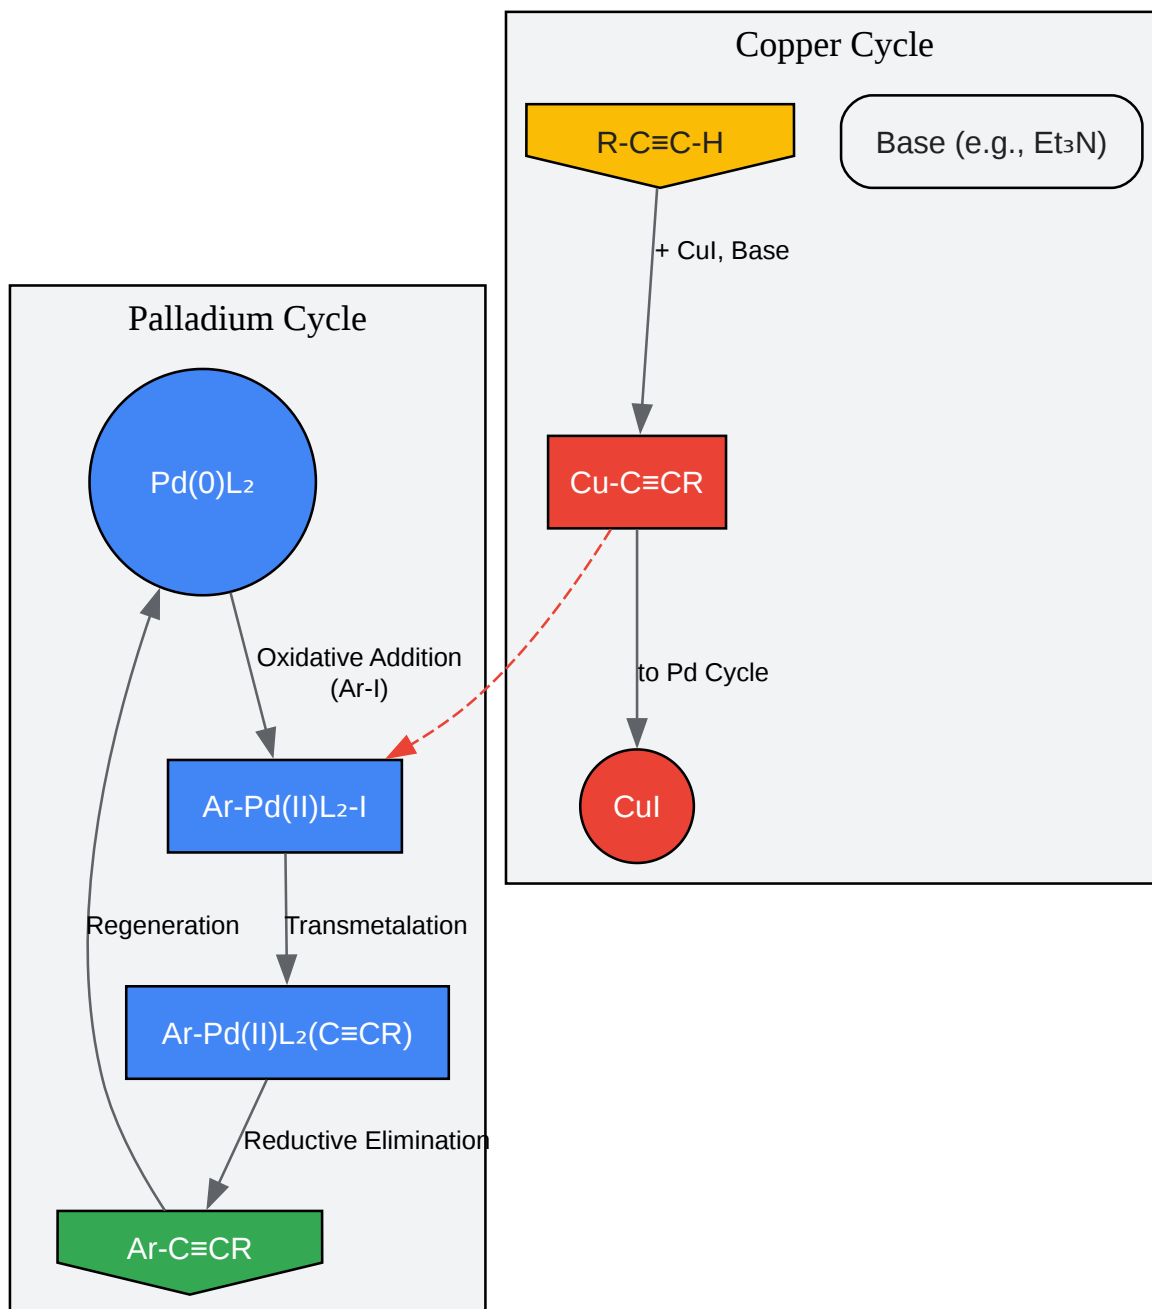 Copper Cycle
R-C≡C-H
Base (e.g., Et₃N)
+ CuI, Base
Palladium Cycle
Pd(0)L₂
Cu-C≡CR
Oxidative Addition
(Ar-I)
to Pd Cycle
Ar-Pd(II)L₂-I
CuI
Regeneration
Transmetalation
Ar-Pd(II)L₂(C≡CR)
Reductive Elimination
Ar-C≡CR